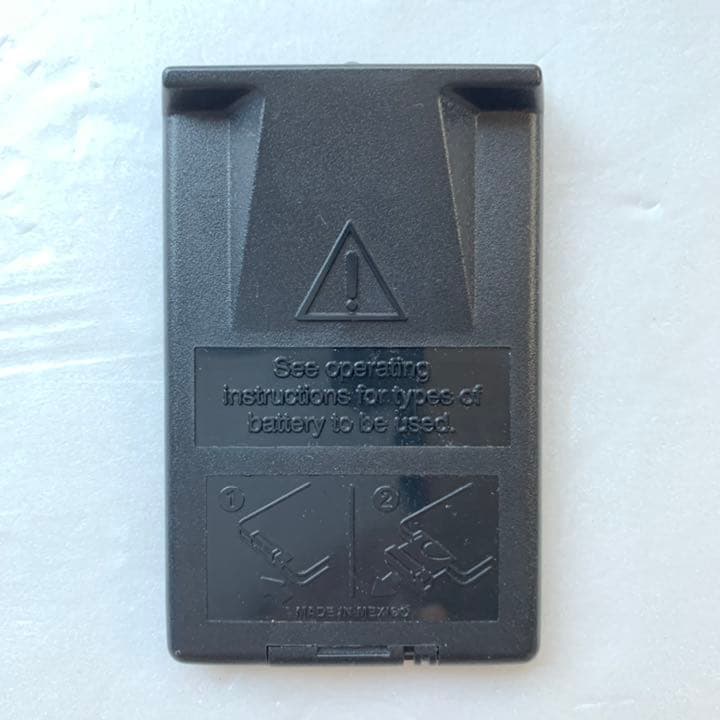 !
See operating
instructions for types of
battery to be used.
1 2
MADE IN MEXICO